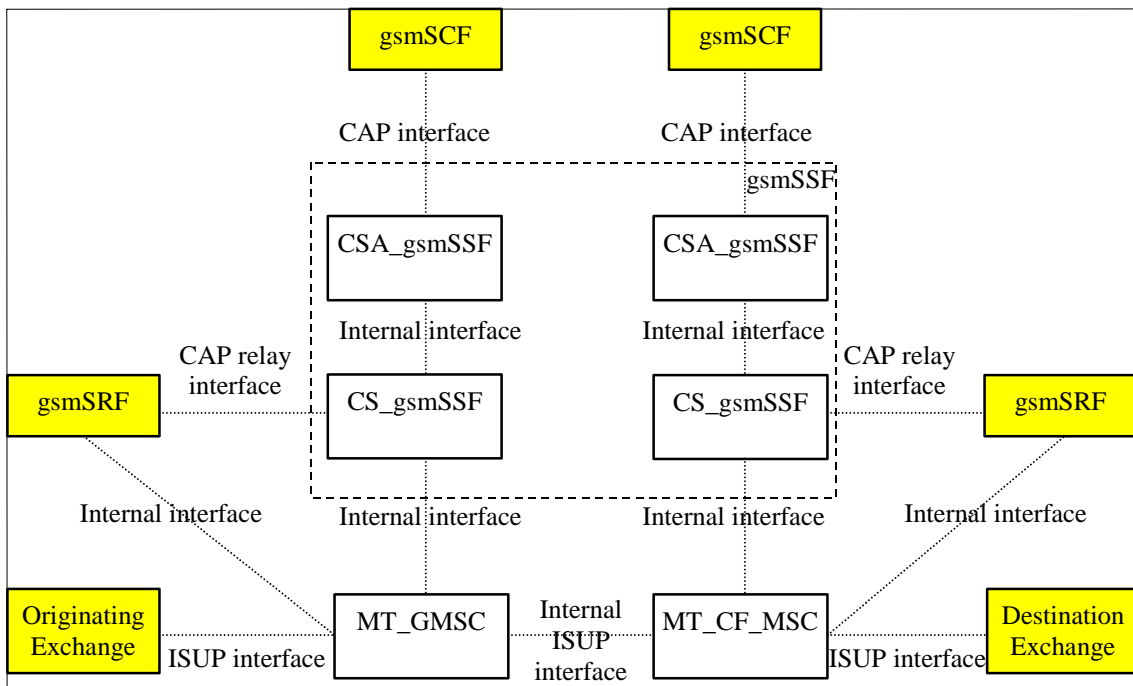 gsmSCF
gsmSCF
CAP interface
CAP interface
gsmSSF
CSA_gsmSSF
CSA_gsmSSF
Internal interface
Internal interface
CAP relay
interface
CAP relay
interface
gsmSRF
CS_gsmSSF
CS_gsmSSF
gsmSRF
Internal interface
Internal interface
Internal interface
Internal interface
Originating
Exchange
ISUP interface
MT_GMSC
Internal
ISUP
interface
MT_CF_MSC
ISUP interface
Destination
Exchange